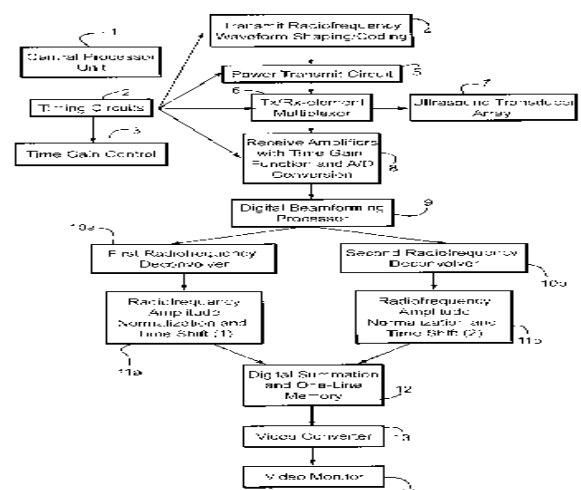 1
Central Processor
Unit
2
Timing Circuits
3
Time Gain Control
Transmit Radiofrequency
Waveform Shaping/Coding
4
Power Transmit Circuit
5
6
Tx/Rx-element
Multiplexor
7
Ultrasound Transducer
Array
Receive Amplifiers
with Time Gain
Function and A/D
Conversion
8
Digital Beamforming
Processor
9
10a
First Radiofrequency
Deconvolver
Second Radiofrequency
Deconvolver
10b
Radiofrequency
Amplitude
Normalization and
Time Shift (1)
11a
Radiofrequency
Amplitude
Normalization and
Time Shift (2)
11b
Digital Summation
and One-Line
Memory
12
Video Converter
13
Video Monitor